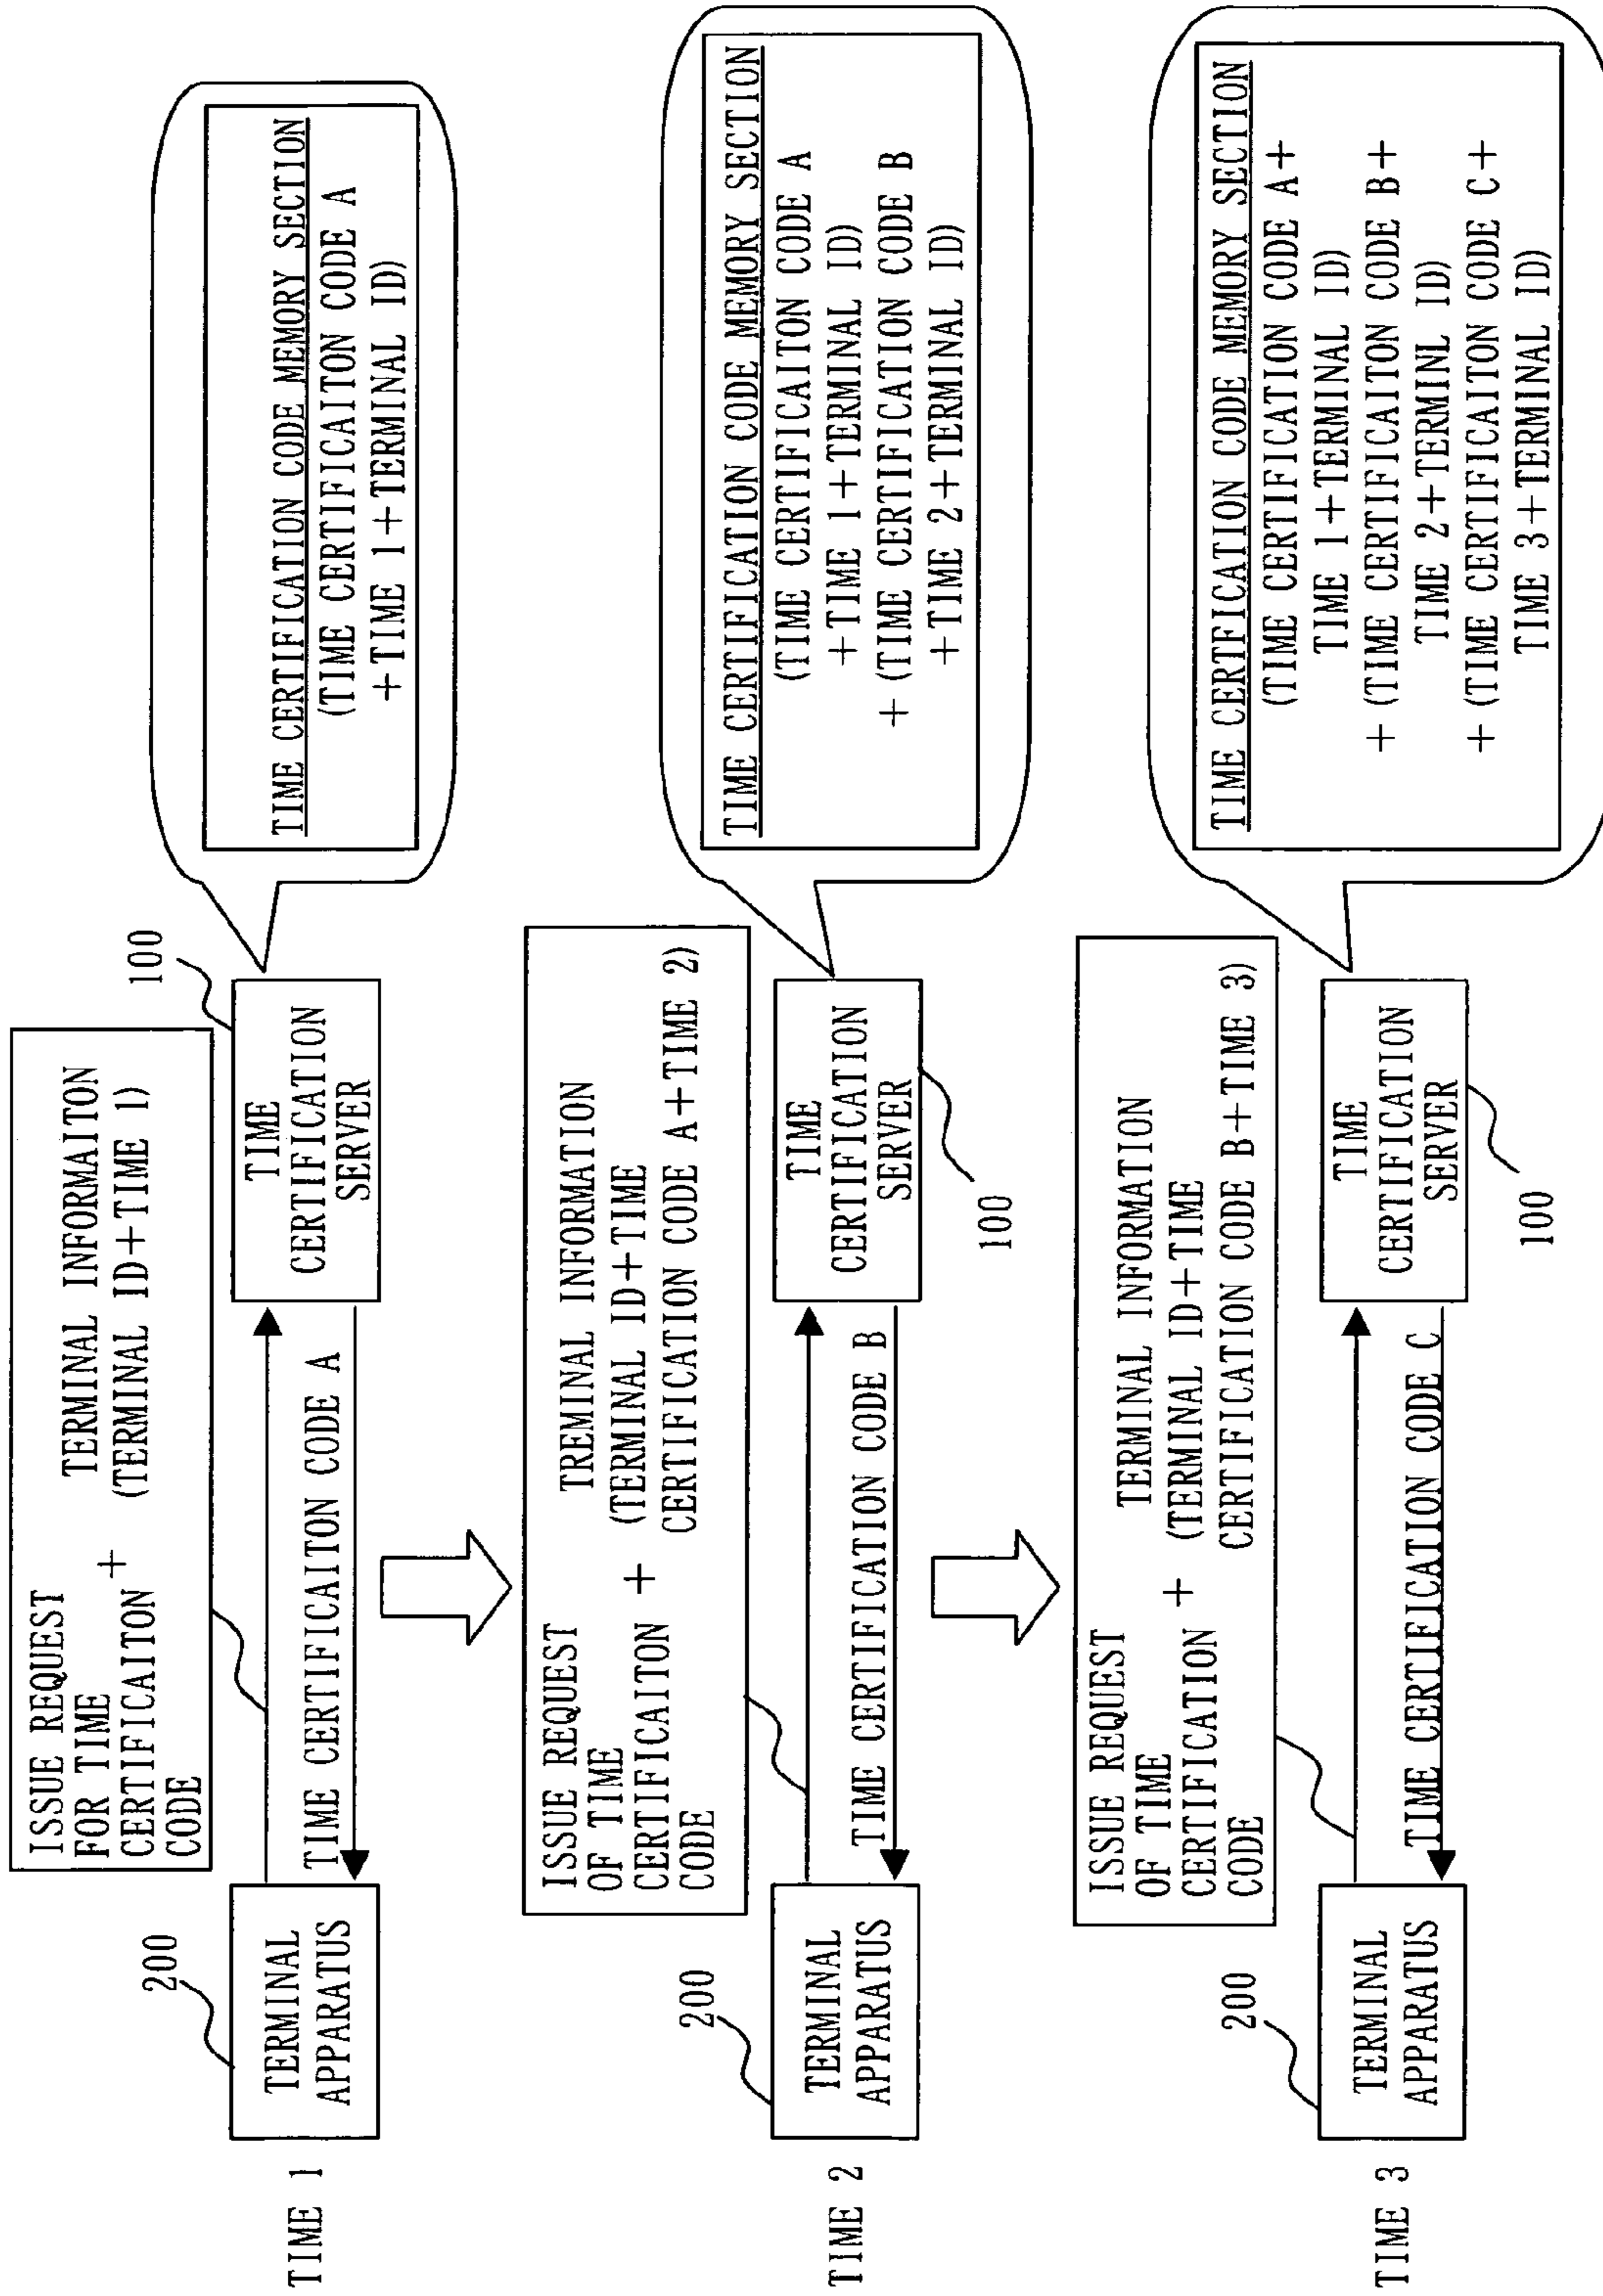 ISSUE REQUEST
FOR TIME
CERTIFICAITON
CODE
+
TERMINAL INFORMAITON
(TERMINAL ID+TIME 1)
TIME 1
200
TERMINAL
APPARATUS
TIME CERTIFICAITON CODE A
100
TIME
CERTIFICATION
SERVER
TIME CERTIFICATION CODE MEMORY SECTION
(TIME CERTIFICAITON CODE A
+TIME 1+TERMINAL ID)
ISSUE REQUEST
OF TIME
CERTIFICAITON
CODE
+
TREMINAL INFORMATION
(TERMINAL ID+TIME
CERTIFICATION CODE A+TIME 2)
TIME 2
200
TERMINAL
APPARATUS
TIME CERTIFICATION CODE B
TIME
CERTIFICATION
SERVER
100
TIME CERTIFICATION CODE MEMORY SECTION
(TIME CERTIFICAITON CODE A
+TIME 1+TERMINAL ID)
+ (TIME CERTIFICATION CODE B
+TIME 2+TERMINAL ID)
ISSUE REQUEST
OF TIME
CERTIFICATION
CODE
+
TERMINAL INFORMATION
(TERMINAL ID+TIME
CERTIFICATION CODE B+TIME 3)
TIME 3
200
TERMINAL
APPARATUS
TIME CERTIFICATION CODE C
TIME
CERTIFICATION
SERVER
100
TIME CERTFICATION CODE MEMORY SECTION
(TIME CERTIFICATION CODE A+
TIME 1+TERMINAL ID)
+ (TIME CERTIFICAITON CODE B+
TIME 2+TERMINL ID)
+ (TIME CERTIFICAITON CODE C+
TIME 3+TERMINAL ID)